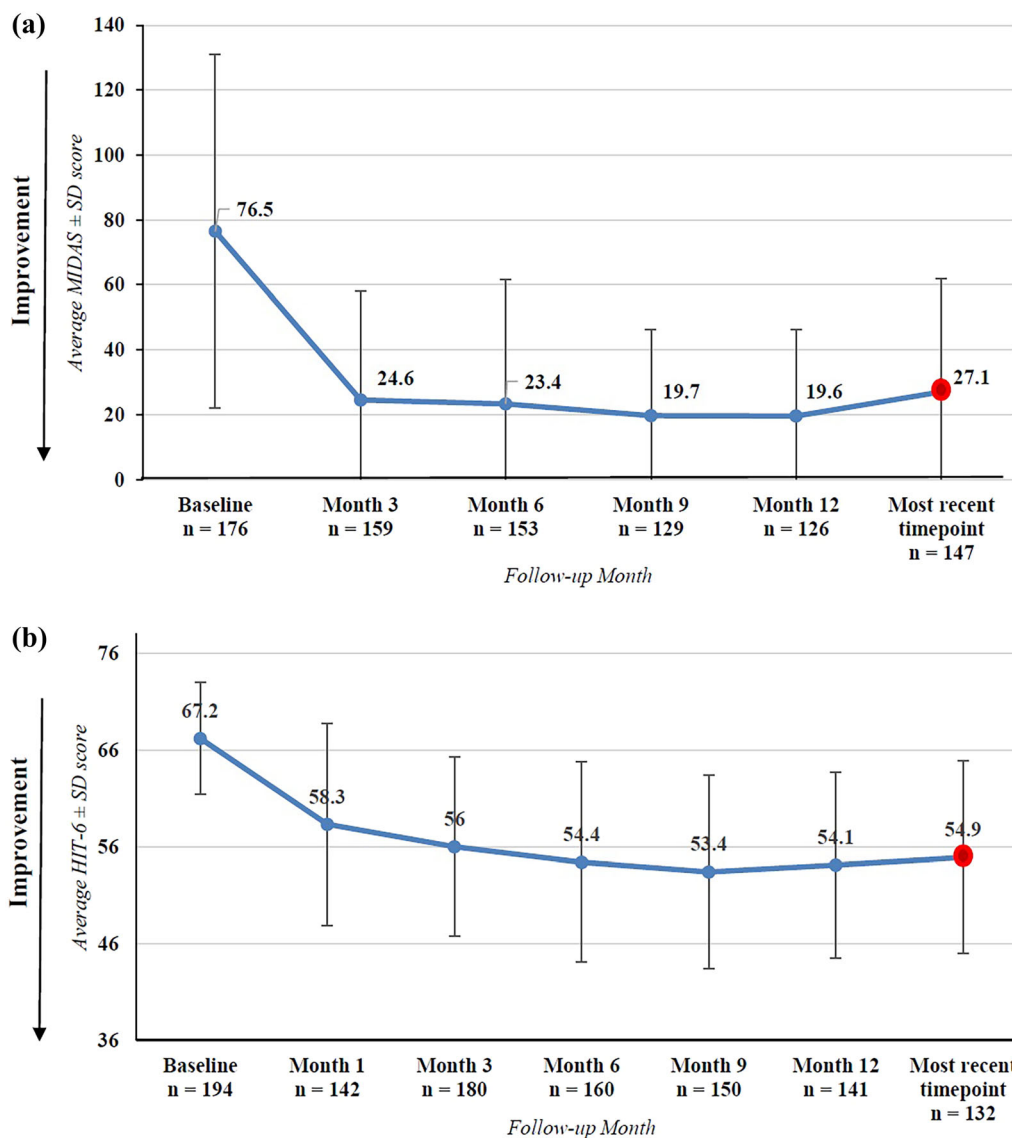 (a)
Improvement
Average MIDAS ± SD score
140
120
100
80
60
40
20
0
76.5
24.6
23.4
19.7
19.6
27.1
Baseline
n = 176
Month 3
n = 159
Month 6
n = 153
Month 9
n = 129
Month 12
n = 126
Most recent
timepoint
n = 147
Follow-up Month
(b)
Improvement
Average HIT-6 ± SD score
76
66
56
46
36
67.2
58.3
56
54.4
53.4
54.1
54.9
Baseline
n = 194
Month 1
n = 142
Month 3
n = 180
Month 6
n = 160
Month 9
n = 150
Month 12
n = 141
Most recent
timepoint
n = 132
Follow-up Month